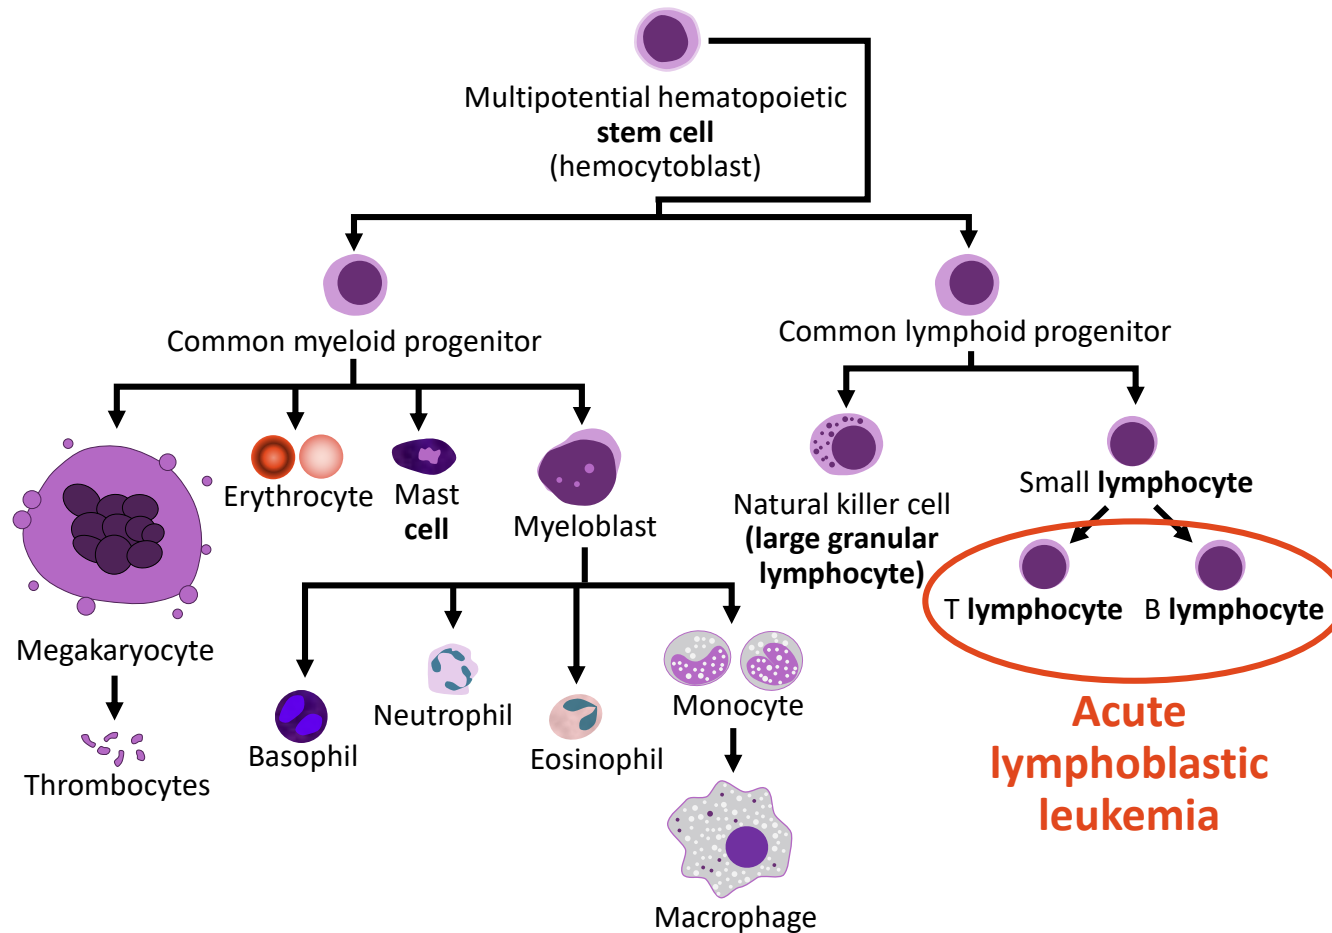 Multipotential hematopoietic
stem cell
(hemocytoblast)
Common myeloid progenitor
Common lymphoid progenitor
Erythrocyte
Mast
cell
Myeloblast
Natural killer cell
(large granular
lymphocyte)
Small lymphocyte
T lymphocyte
B lymphocyte
Megakaryocyte
Thrombocytes
Basophil
Neutrophil
Eosinophil
Monocyte
Macrophage
Acute
lymphoblastic
leukemia